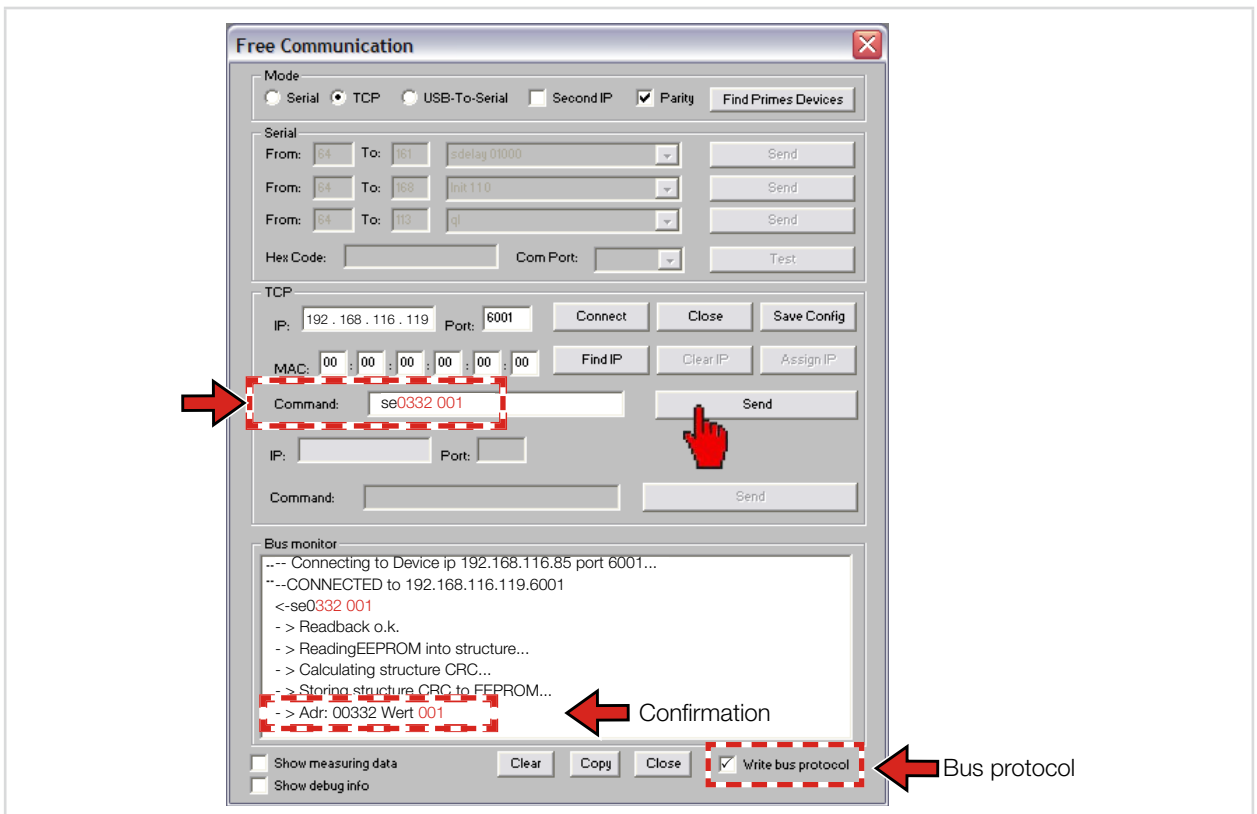 Free Communication
Mode
Serial TCP USB-To-Serial Second IP Parity Find Primes Devices
Serial
From: 64 To: 161 sdelay 01000 Send
From: 64 To: 168 Init 110 Send
From: 64 To: 113 ql Send
Hex Code: Com Port: Test
TCP
IP: 192 . 168 . 116 . 119 Port: 6001 Connect Close Save Config
MAC: 00 : 00 : 00 : 00 : 00 : 00 Find IP Clear IP Assign IP
Command: se0332 001 Send
IP: Port:
Command: Send
Bus monitor
---- Connecting to Device ip 192.168.116.85 port 6001...
----CONNECTED to 192.168.116.119.6001
<-se0332 001
- > Readback o.k.
- > ReadingEEPROM into structure...
- > Calculating structure CRC...
- > Storing structure CRC to EEPROM...
- > Adr: 00332 Wert 001 Confirmation
Show measuring data Clear Copy Close Write bus protocol Bus protocol
Show debug info